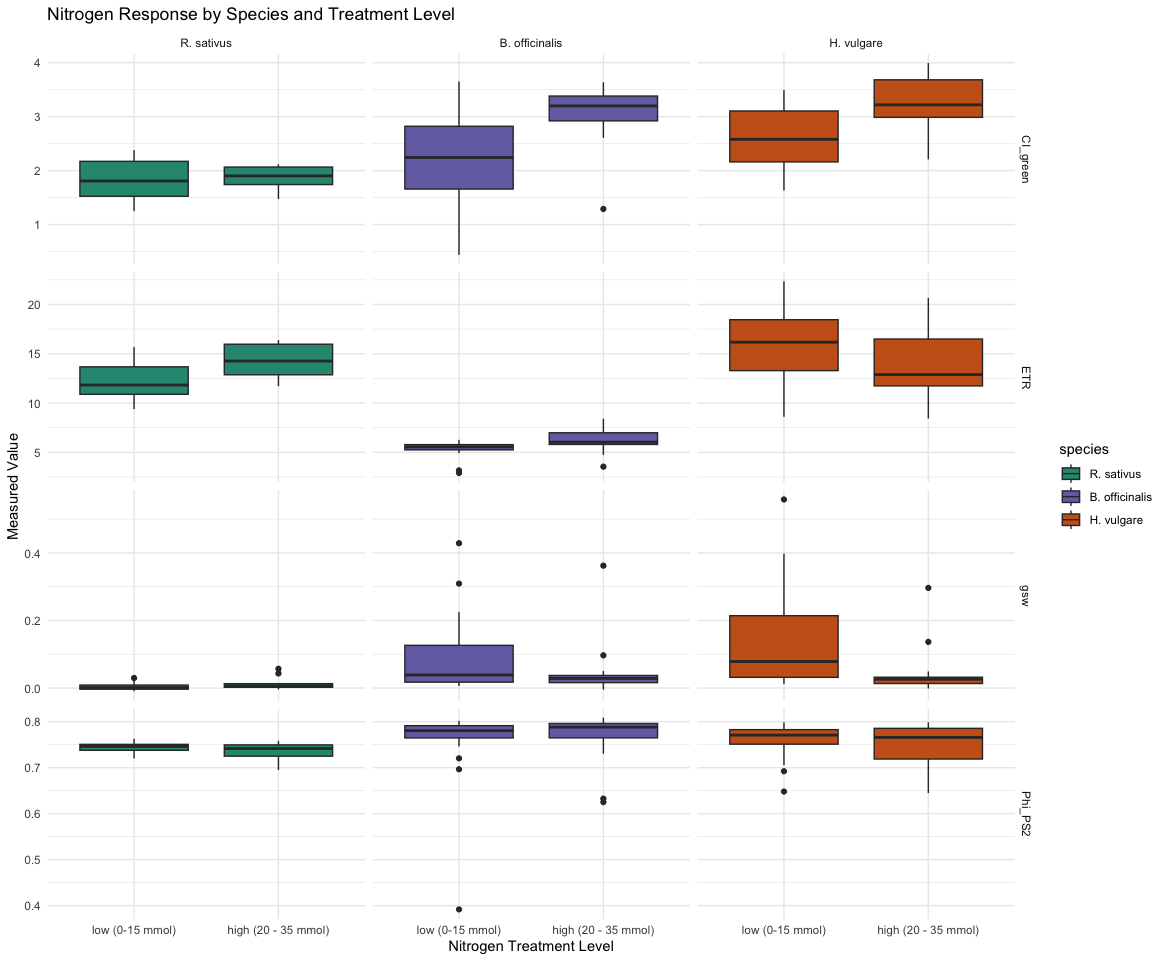 Nitrogen Response by Species and Treatment Level
R. sativus
B. officinalis
H. vulgare
4
3
2
1
CI_green
20
15
10
5
ETR
Measured Value
0.4
0.2
0.0
gsw
0.8
0.7
0.6
0.5
0.4
Phi_PS2
low (0-15 mmol)
high (20 - 35 mmol)
low (0-15 mmol)
high (20 - 35 mmol)
low (0-15 mmol)
high (20 - 35 mmol)
Nitrogen Treatment Level
species
R. sativus
B. officinalis
H. vulgare